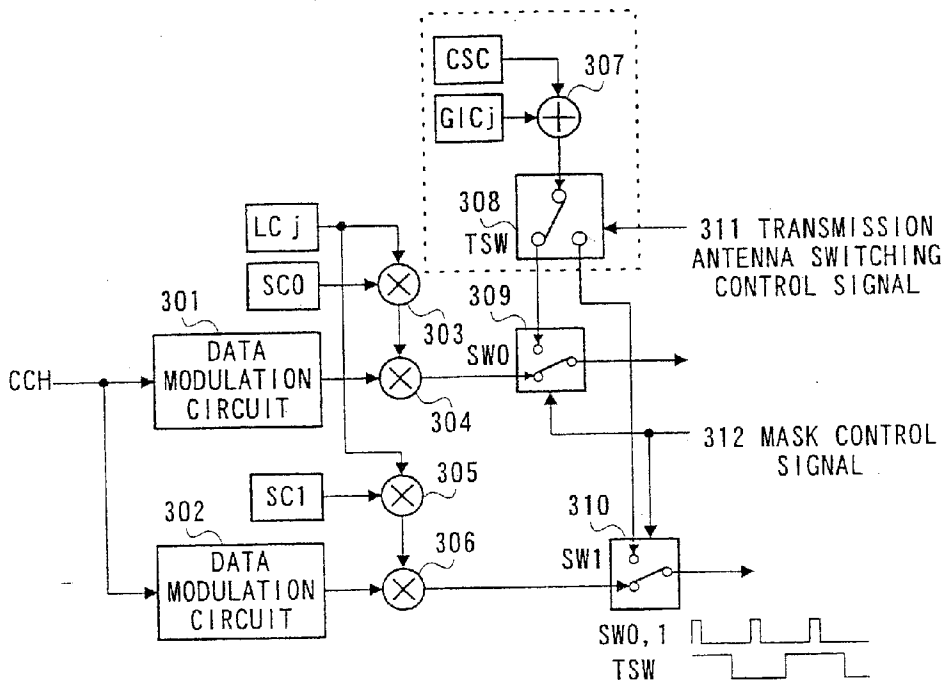 CSC
307
GICj
308
TSW
LC j
311 TRANSMISSION
ANTENNA SWITCHING
CONTROL SIGNAL
SC0
309
301
303
SW0
DATA
MODULATION
CIRCUIT
CCH
304
312 MASK CONTROL
SIGNAL
305
SC1
310
302
306
SW1
DATA
MODULATION
CIRCUIT
SW0, 1
TSW